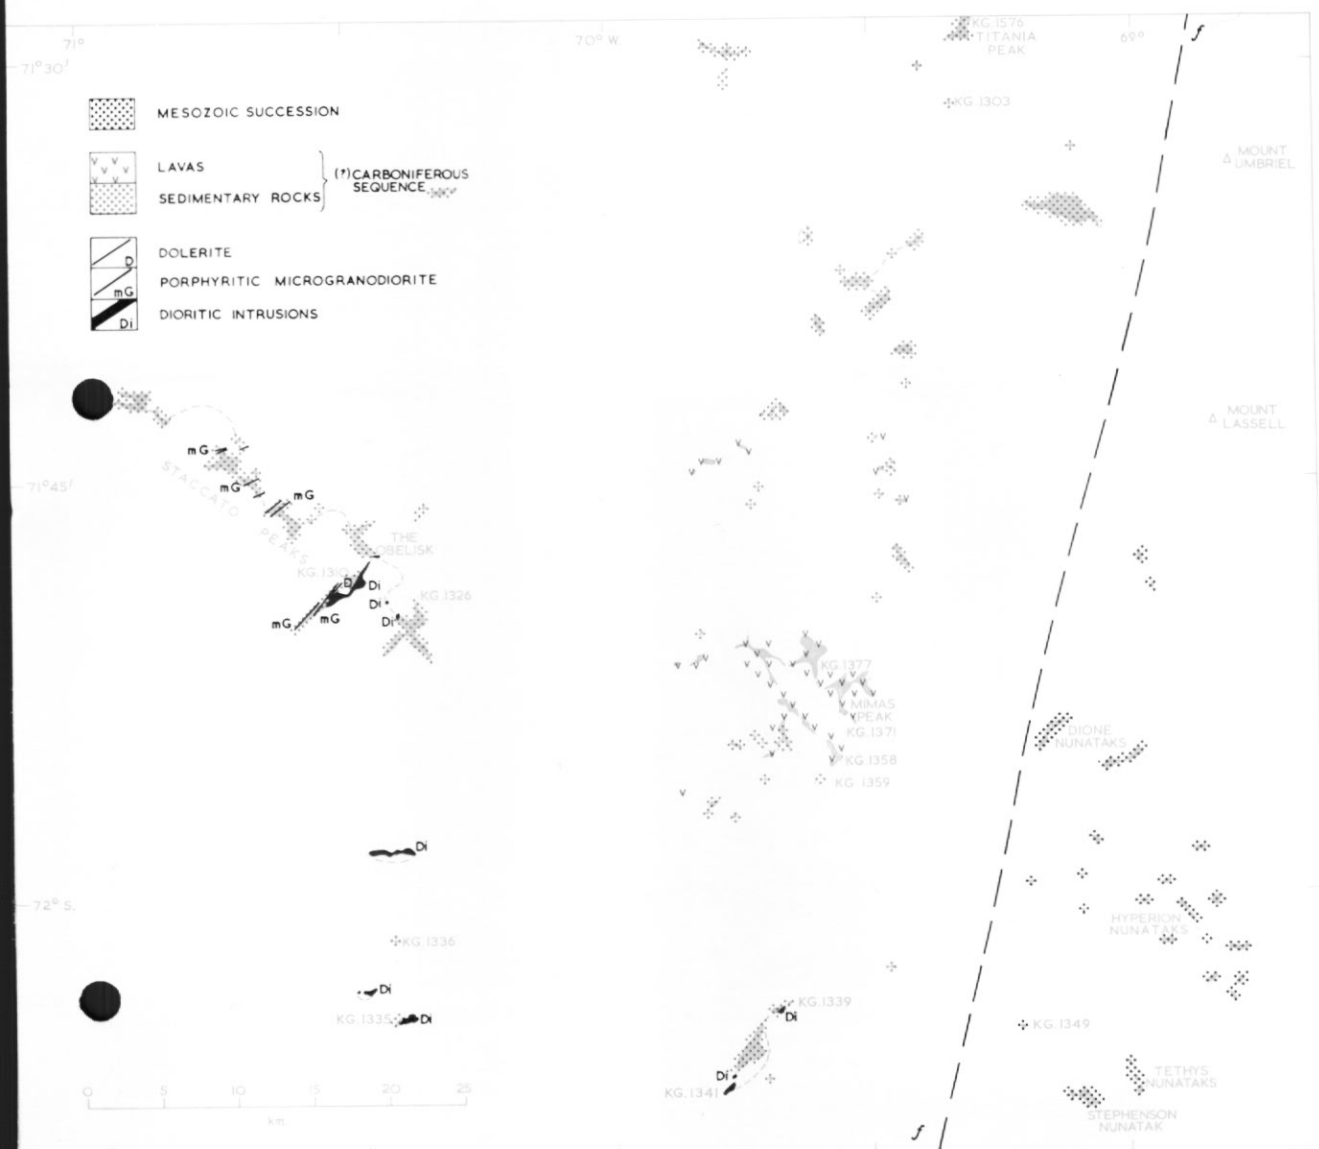 71°
70° W.
69°
71°30'
KG.1576
TITANIA
PEAK
f
KG.1303
MESOZOIC SUCCESSION
LAVAS
SEDIMENTARY ROCKS
(?) CARBONIFEROUS
SEQUENCE
D
DOLERITE
mG
PORPHYRITIC MICROGRANODIORITE
Di
DIORITIC INTRUSIONS
MOUNT
UMBRIEL
MOUNT
LASSELL
mG
mG
mG
71°45'
STACCATO PEAKS
THE
OBELISK
KG.1310
D
Di
KG.1326
Di
Di
mG
mG
KG.1377
MIMAS
PEAK
KG.1371
KG.1358
KG.1359
DIONE
NUNATAKS
Di
72° S.
HYPERION
NUNATAKS
KG.1336
Di
KG.1335
Di
KG.1339
Di
KG.1349
Di
KG.1341
TETHYS
NUNATAKS
STEPHENSON
NUNATAK
0 5 10 15 20 25
km.
f